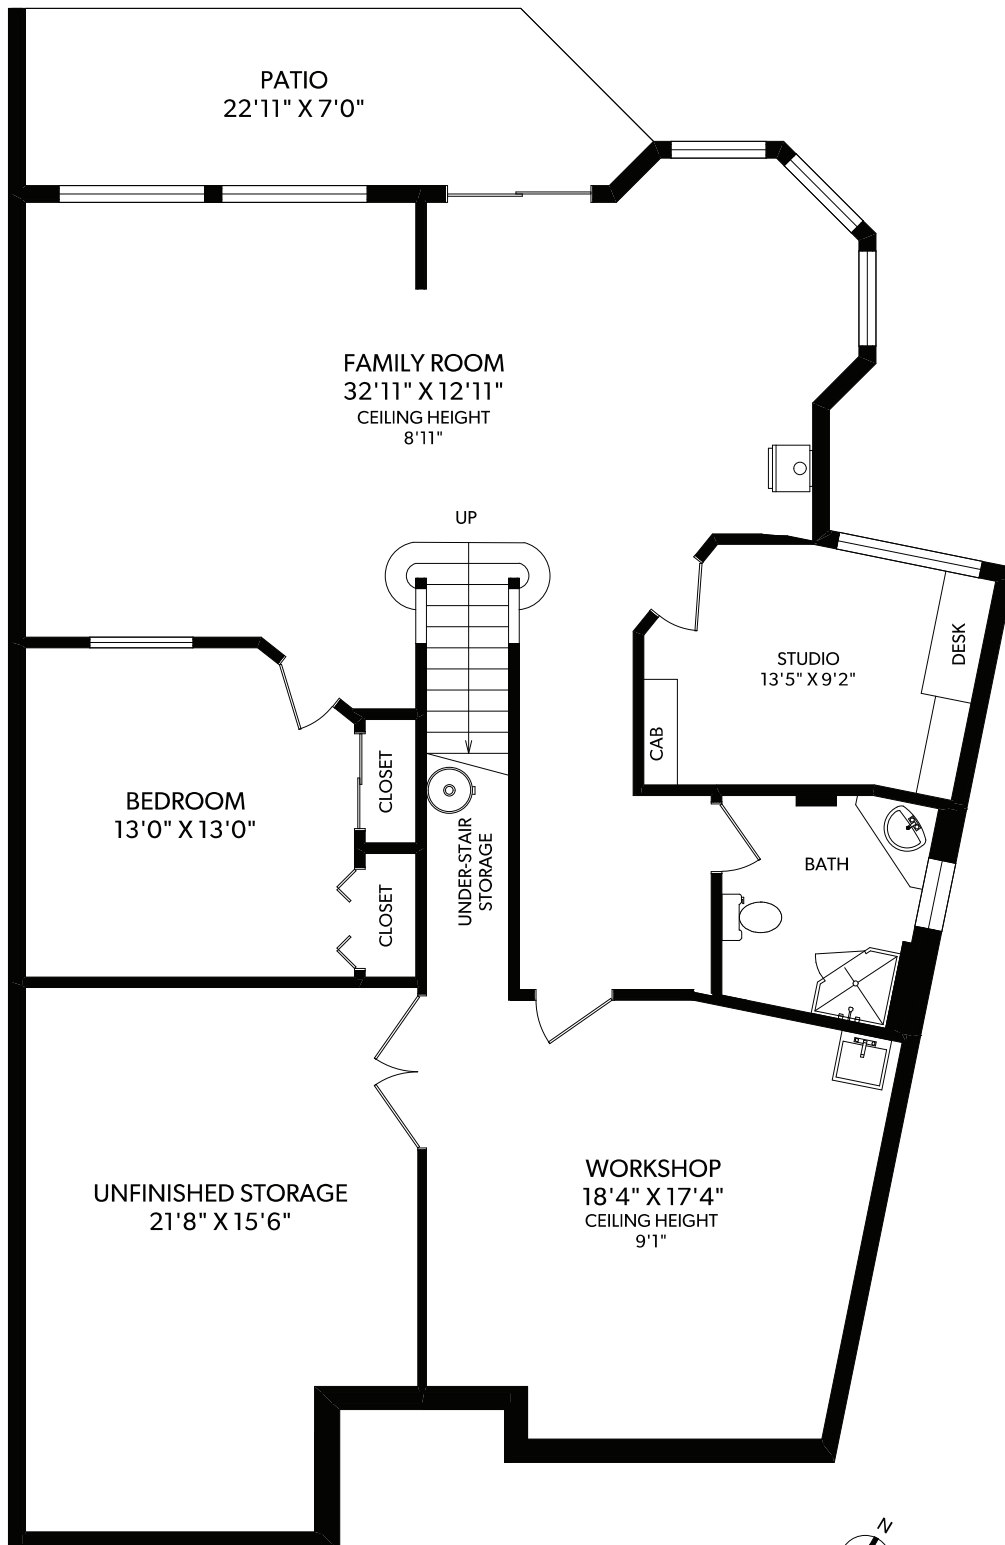 PATIO
22'11" X 7'0"
FAMILY ROOM
32'11" X 12'11"
CEILING HEIGHT
8'11"
UP
STUDIO
13'5" X 9'2"
DESK
CAB
BEDROOM
13'0" X 13'0"
CLOSET
CLOSET
UNDER-STAIR
STORAGE
BATH
UNFINISHED STORAGE
21'8" X 15'6"
WORKSHOP
18'4" X 17'4"
CEILING HEIGHT
9'1"
N